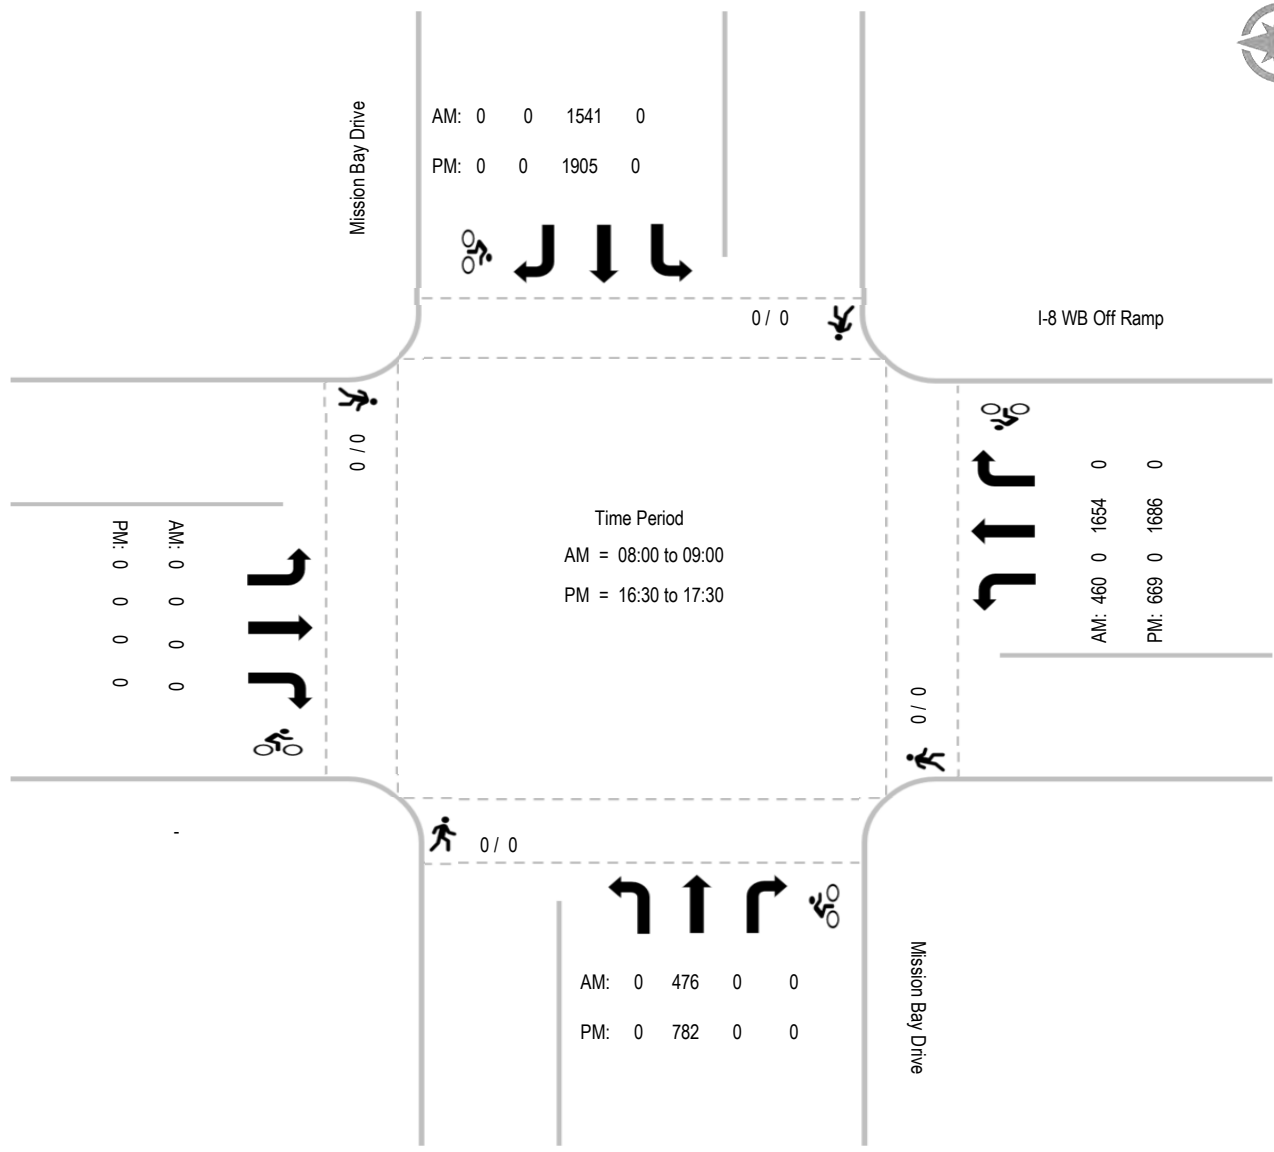 Mission Bay Drive
AM: 0 0 1541 0
PM: 0 0 1905 0
0 / 0
I-8 WB Off Ramp
0 / 0
Time Period
AM = 08:00 to 09:00
PM = 16:30 to 17:30
AM: 460 0 1654 0
PM: 669 0 1686 0
AM: 0 0 0 0
PM: 0 0 0 0
0 / 0
-
0 / 0
AM: 0 476 0 0
PM: 0 782 0 0
Mission Bay Drive